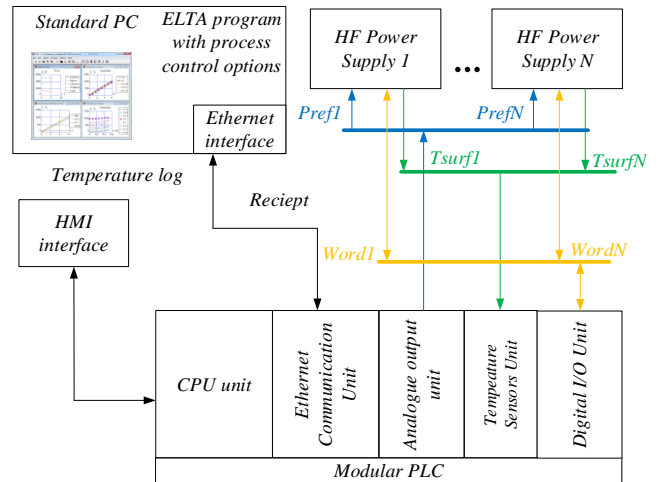 Standard PC
ELTA program
with process
control options
Ethernet
interface
HF Power
Supply 1
...
HF Power
Supply N
Pref1
PrefN
Tsurf1
TsurfN
Temperature log
Reciept
HMI
interface
Word1
WordN
CPU unit
Ethernet
Communication
Unit
Analogue output
unit
Tempeature
Sensors Unit
Digital I/O Unit
Modular PLC